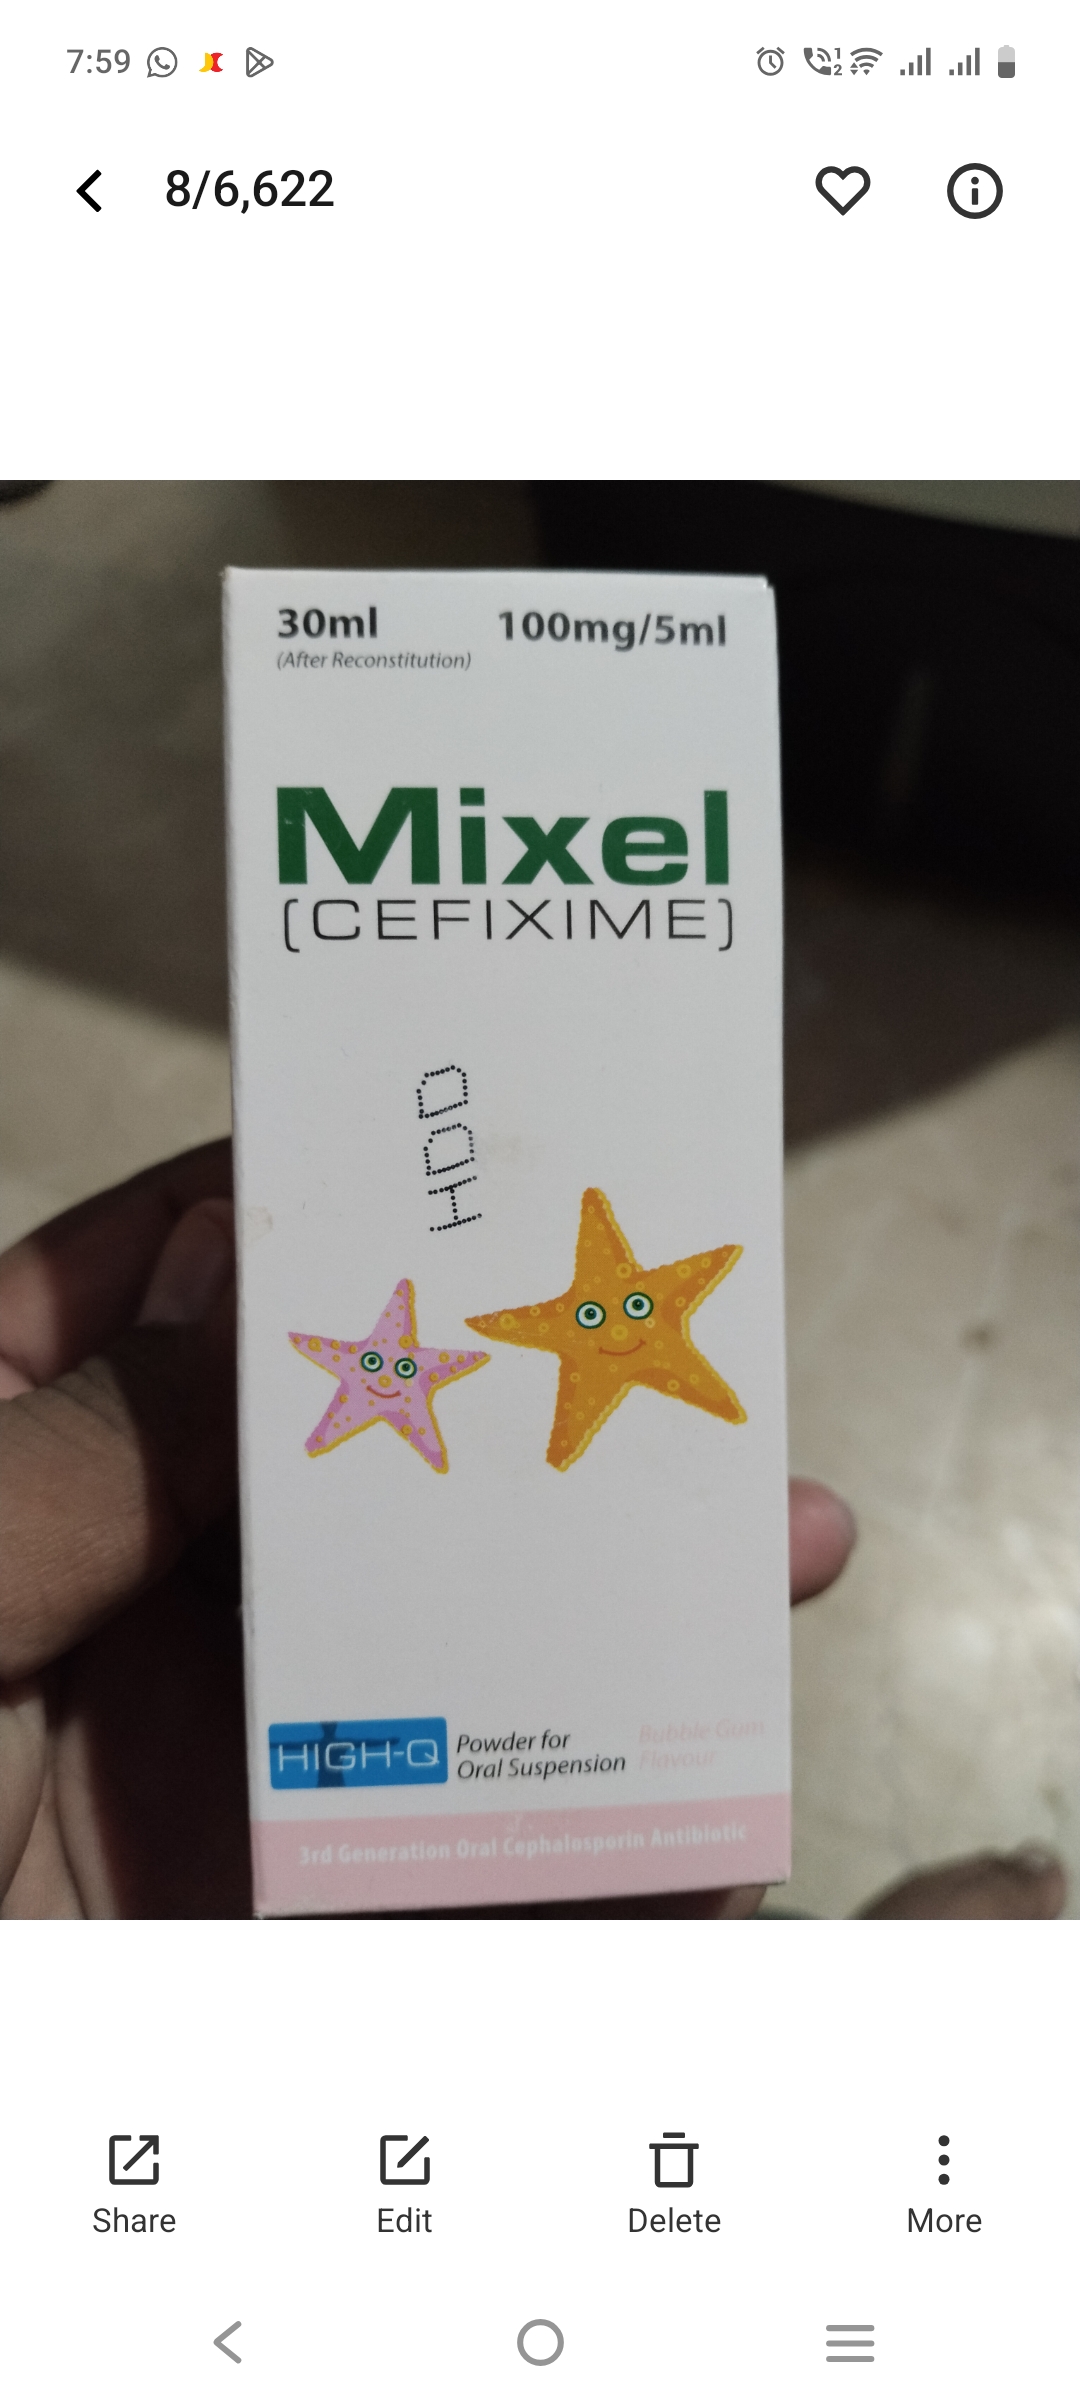 7:59
8/6,622
30ml 100mg/5ml
(After Reconstitution)
Mixel
(CEFIXIME)
HIGH-Q
Powder for
Oral Suspension
Bubble Gum
Flavour
3rd Generation Oral Cephalosporin Antibiotic
Share Edit Delete More